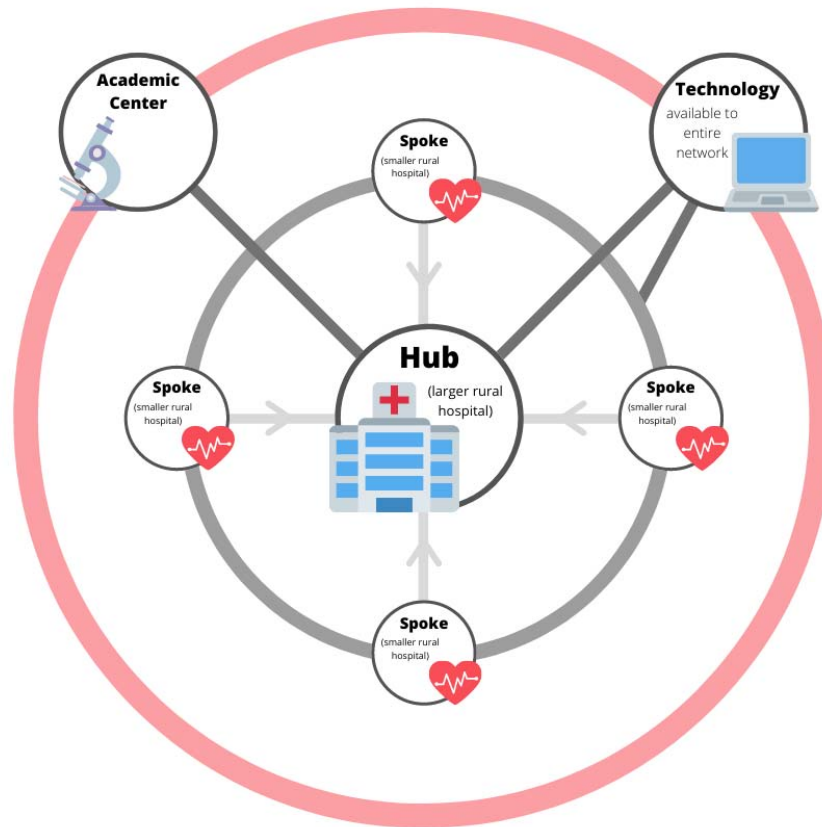 Academic
Center
Technology
available to
entire
network
Spoke
(smaller rural
hospital)
Hub
(larger rural
hospital)
Spoke
(smaller rural
hospital)
Spoke
(smaller rural
hospital)
Spoke
(smaller rural
hospital)